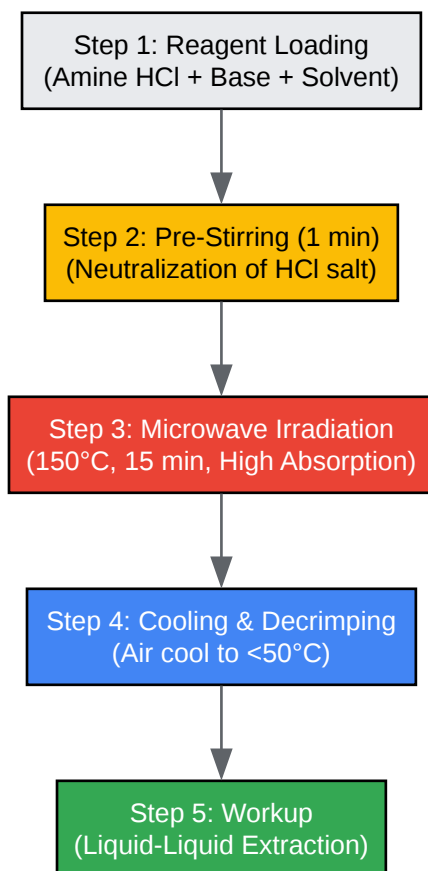 Step 1: Reagent Loading
(Amine HCl + Base + Solvent)
Step 2: Pre-Stirring (1 min)
(Neutralization of HCl salt)
Step 3: Microwave Irradiation
(150°C, 15 min, High Absorption)
Step 4: Cooling & Decrimping
(Air cool to <50°C)
Step 5: Workup
(Liquid-Liquid Extraction)